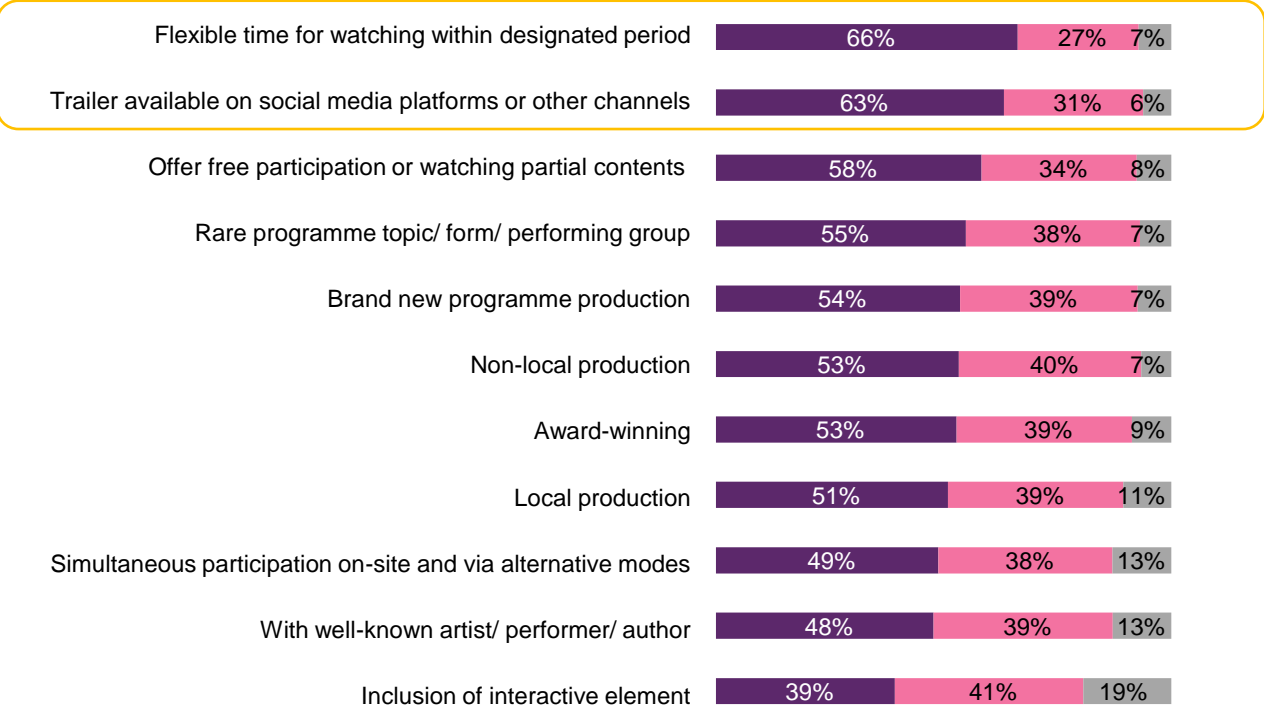 Flexible time for watching within designated period 66% 27% 7%
Trailer available on social media platforms or other channels 63% 31% 6%
Offer free participation or watching partial contents 58% 34% 8%
Rare programme topic/ form/ performing group 55% 38% 7%
Brand new programme production 54% 39% 7%
Non-local production 53% 40% 7%
Award-winning 53% 39% 9%
Local production 51% 39% 11%
Simultaneous participation on-site and via alternative modes 49% 38% 13%
With well-known artist/ performer/ author 48% 39% 13%
Inclusion of interactive element 39% 41% 19%